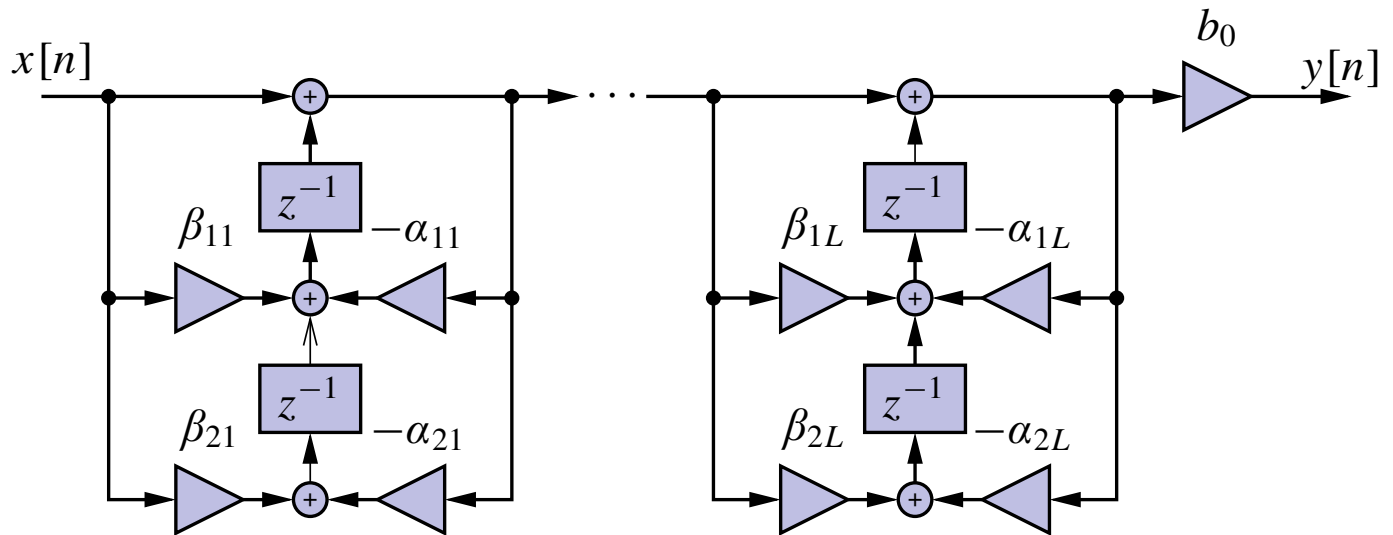 b₀
x[n] · · · y[n]
+ +
z⁻¹ z⁻¹
β₁₁ −α₁₁ β₁L −α₁L
+ +
z⁻¹ z⁻¹
β₂₁ −α₂₁ β₂L −α₂L
+ +